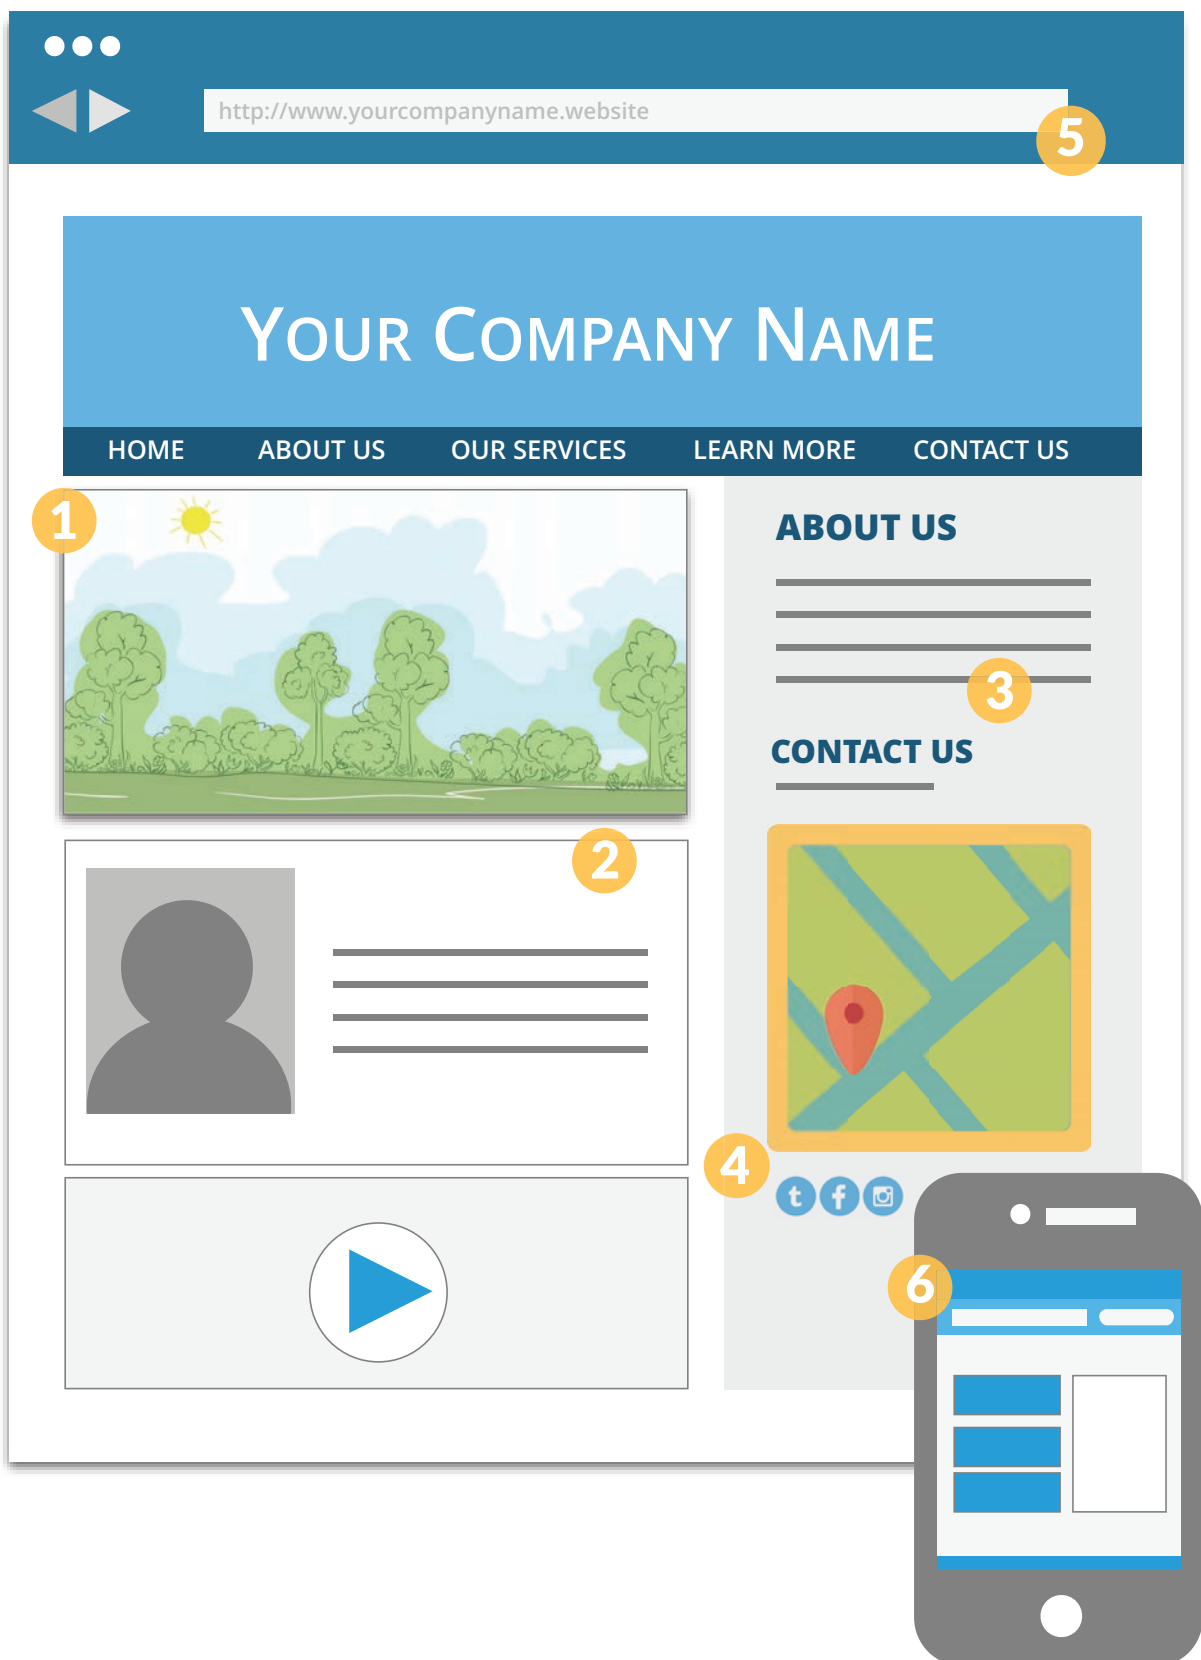 http://www.yourcompanyname.website
5
YOUR COMPANY NAME
HOME ABOUT US OUR SERVICES LEARN MORE CONTACT US
1
ABOUT US
3
CONTACT US
2
4
t f
6